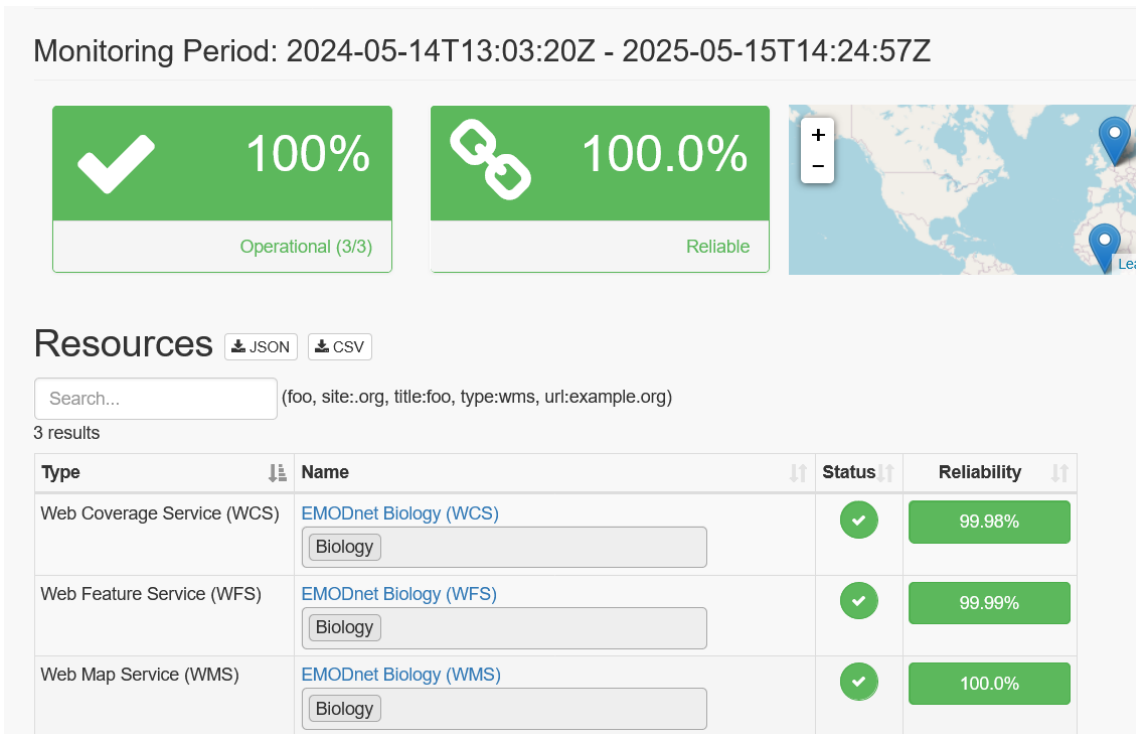 Monitoring Period: 2024-05-14T13:03:20Z - 2025-05-15T14:24:57Z
100%
Operational (3/3)
100.0%
Reliable
+
−
Lea
Resources JSON CSV
Search... (foo, site:.org, title:foo, type:wms, url:example.org)
3 results
Type Name Status Reliability
Web Coverage Service (WCS) EMODnet Biology (WCS) 99.98%
Biology
Web Feature Service (WFS) EMODnet Biology (WFS) 99.99%
Biology
Web Map Service (WMS) EMODnet Biology (WMS) 100.0%
Biology